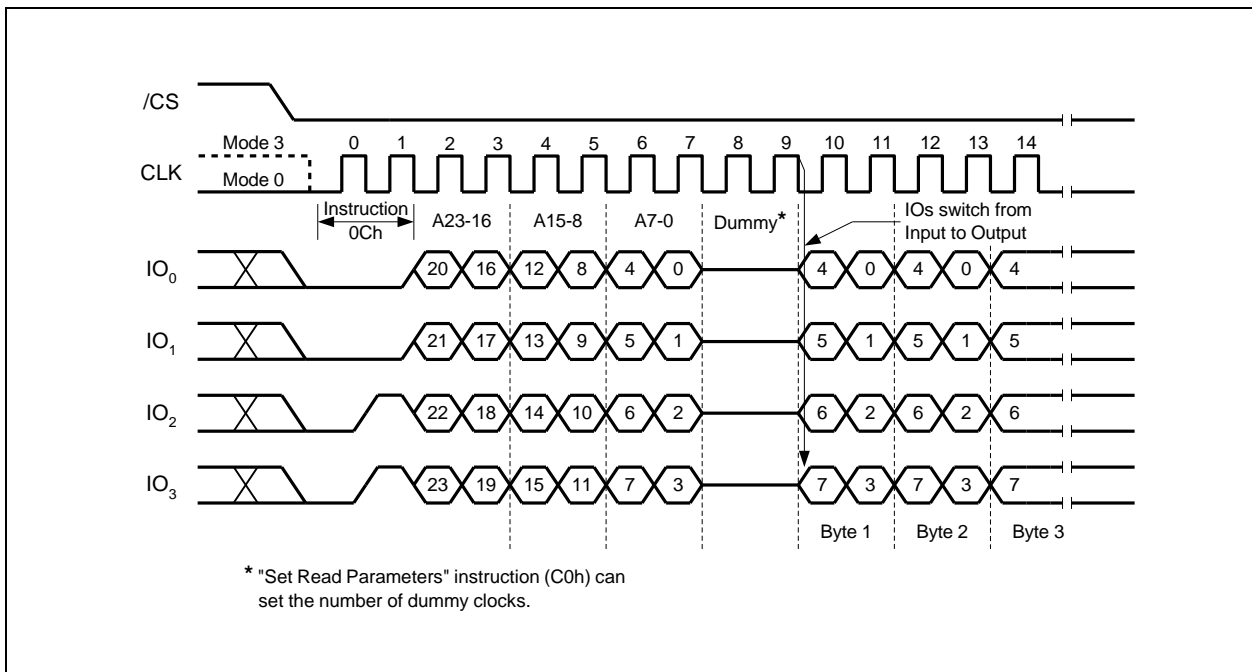 /CS
Mode 3 0 1 2 3 4 5 6 7 8 9 10 11 12 13 14
CLK
Mode 0
Instruction
0Ch
A23-16 A15-8 A7-0 Dummy*
IOs switch from
Input to Output
IO0 20 16 12 8 4 0 4 0 4 0 4
IO1 21 17 13 9 5 1 5 1 5 1 5
IO2 22 18 14 10 6 2 6 2 6 2 6
IO3 23 19 15 11 7 3 7 3 7 3 7
Byte 1 Byte 2 Byte 3
* "Set Read Parameters" instruction (C0h) can
set the number of dummy clocks.